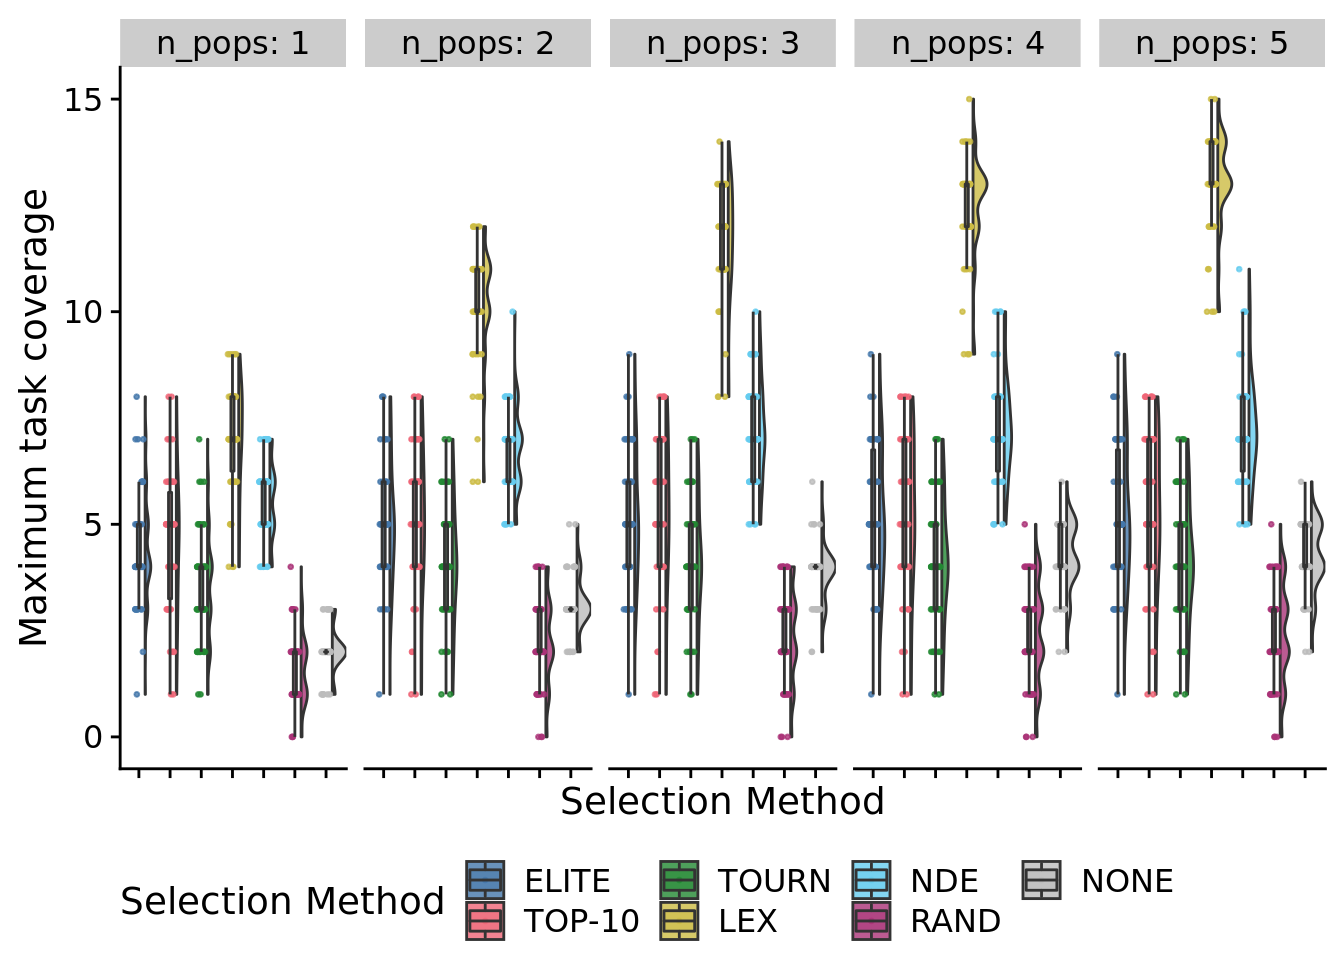 n_pops: 1
n_pops: 2
n_pops: 3
n_pops: 4
n_pops: 5
Maximum task coverage
15
10
5
0
Selection Method
Selection Method
ELITE
TOURN
NDE
NONE
TOP-10
LEX
RAND